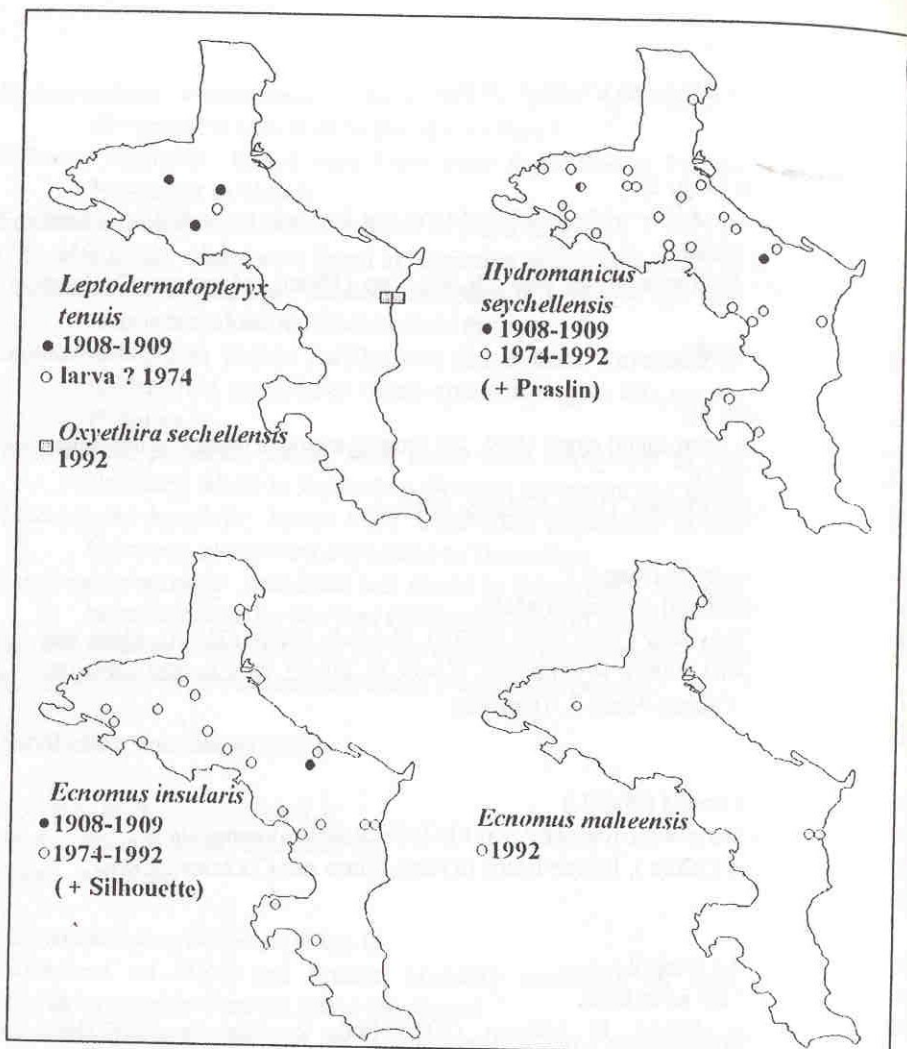 Leptodermatopteryx
tenuis
● 1908-1909
○ larva ? 1974
Oxyethira sechellensis
1992
Hydromanicus
seychellensis
● 1908-1909
○ 1974-1992
(+ Praslin)
Ecnomus insularis
● 1908-1909
○ 1974-1992
(+ Silhouette)
Ecnomus maheensis
○ 1992